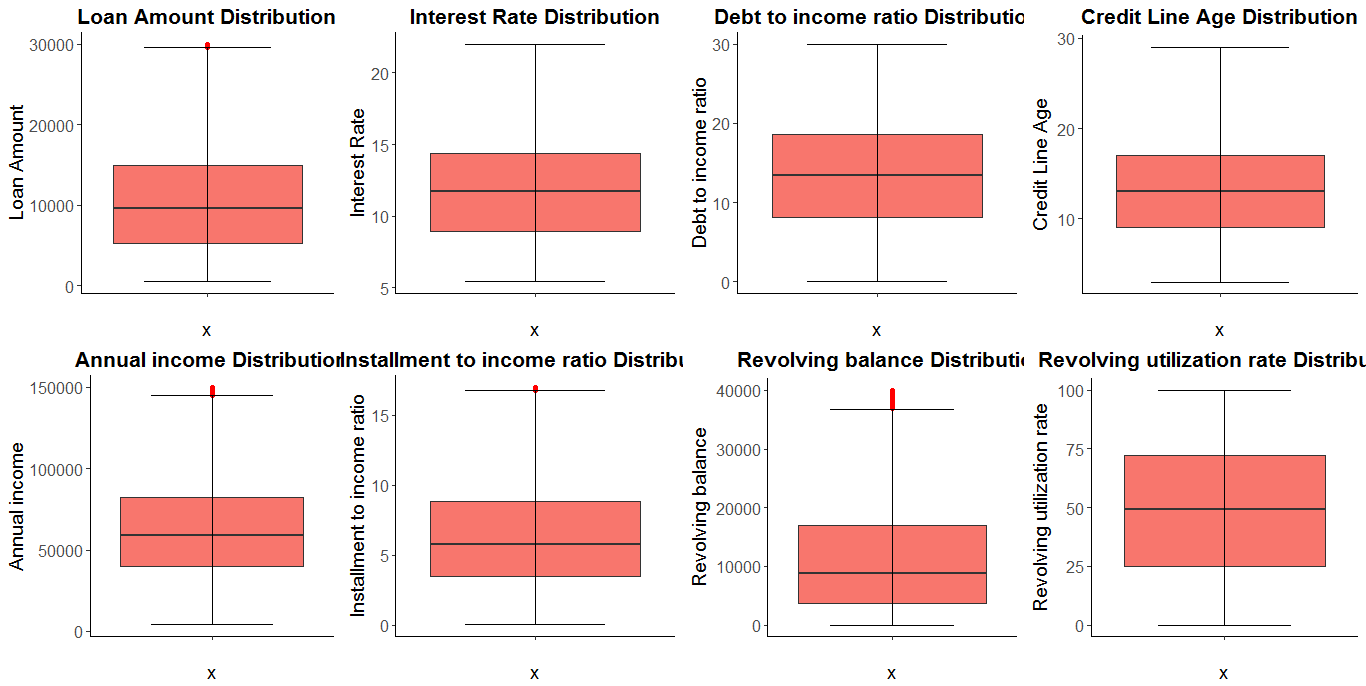 Loan Amount Distribution
Loan Amount
30000
20000
10000
0
x
Interest Rate Distribution
Interest Rate
20
15
10
5
x
Debt to income ratio Distributio
Debt to income ratio
30
20
10
0
x
Credit Line Age Distribution
Credit Line Age
30
20
10
x
Annual income Distribution
Annual income
150000
100000
50000
0
x
Installment to income ratio Distribu
Installment to income ratio
15
10
5
0
x
Revolving balance Distributio
Revolving balance
40000
30000
20000
10000
0
x
Revolving utilization rate Distribu
Revolving utilization rate
100
75
50
25
0
x